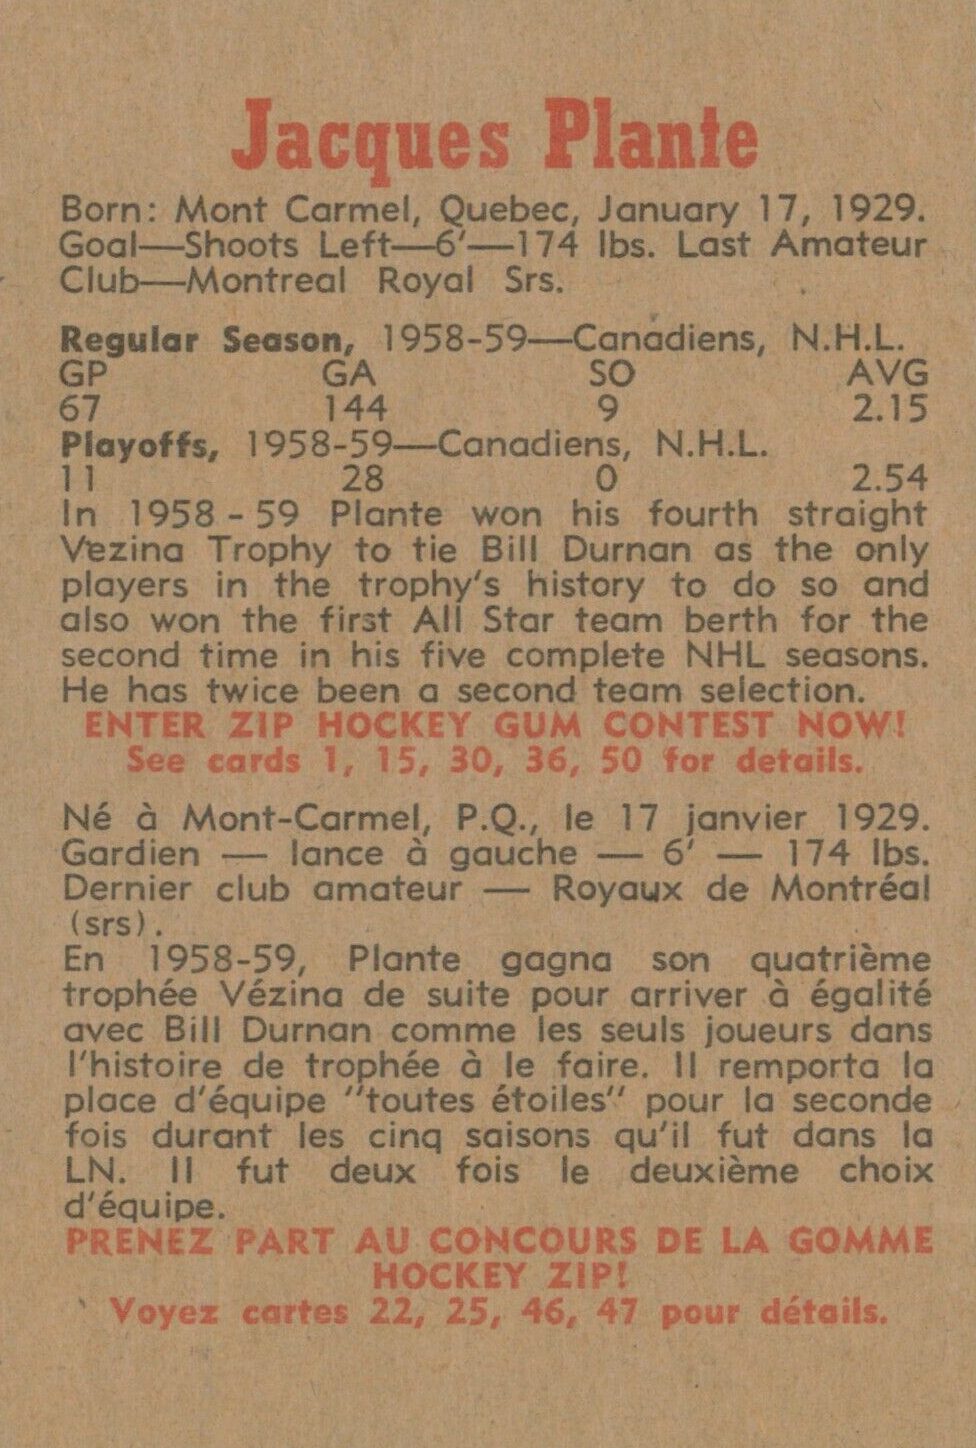 Jacques Plante
Born: Mont Carmel, Quebec, January 17, 1929.
Goal—Shoots Left—6'—174 lbs. Last Amateur
Club—Montreal Royal Srs.
Regular Season, 1958-59—Canadiens, N.H.L.
GP GA SO AVG
67 144 9 2.15
Playoffs, 1958-59—Canadiens, N.H.L.
11 28 0 2.54
In 1958-59 Plante won his fourth straight
Vezina Trophy to tie Bill Durnan as the only
players in the trophy's history to do so and
also won the first All Star team berth for the
second time in his five complete NHL seasons.
He has twice been a second team selection.
ENTER ZIP HOCKEY GUM CONTEST NOW!
See cards 1, 15, 30, 36, 50 for details.
Né à Mont-Carmel, P.Q., le 17 janvier 1929.
Gardien — lance à gauche — 6' — 174 lbs.
Dernier club amateur — Royaux de Montréal
(srs).
En 1958-59, Plante gagna son quatrième
trophée Vézina de suite pour arriver à égalité
avec Bill Durnan comme les seuls joueurs dans
l'histoire de trophée à le faire. Il remporta la
place d'équipe "toutes étoiles" pour la seconde
fois durant les cinq saisons qu'il fut dans la
LN. Il fut deux fois le deuxième choix
d'équipe.
PRENEZ PART AU CONCOURS DE LA GOMME
HOCKEY ZIP!
Voyez cartes 22, 25, 46, 47 pour détails.